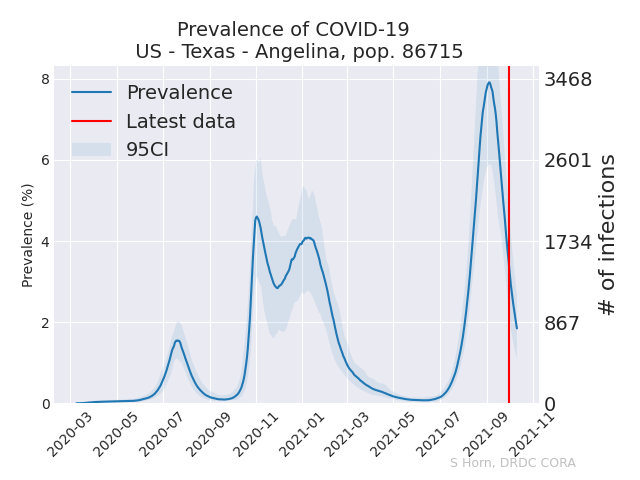 Prevalence of COVID-19
US - Texas - Angelina, pop. 86715
Prevalence
Latest data
95CI
Prevalence (%)
8
6
4
2
0
3468
2601
1734
867
0
# of infections
2020-03
2020-05
2020-07
2020-09
2020-11
2021-01
2021-03
2021-05
2021-07
2021-09
2021-11
S Horn, DRDC CORA